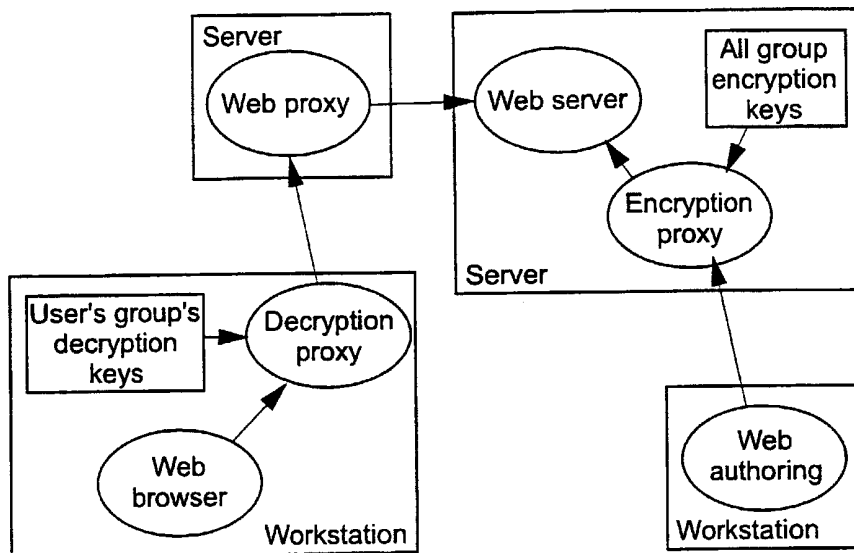 Server
Web proxy
Server
Web server
All group
encryption
keys
Encryption
proxy
User's group's
decryption
keys
Decryption
proxy
Web
browser
Workstation
Web
authoring
Workstation